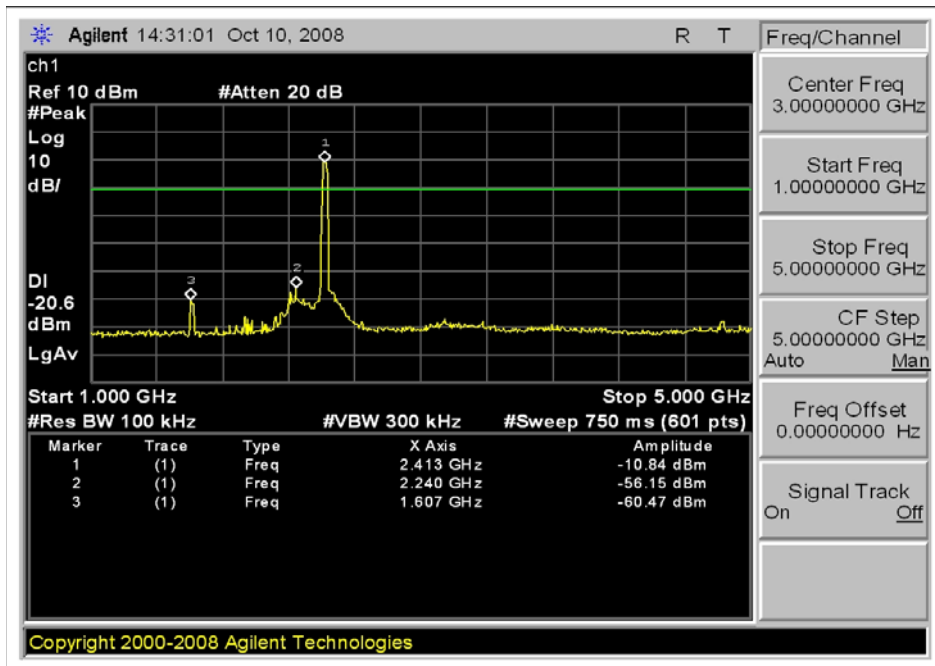 Agilent 14:31:01 Oct 10, 2008 R T
ch1
Ref 10 dBm #Atten 20 dB
#Peak
Log
10
dB/
1
2
3
DI
-20.6
dBm
LgAv
Start 1.000 GHz Stop 5.000 GHz
#Res BW 100 kHz #VBW 300 kHz #Sweep 750 ms (601 pts)
Marker Trace Type X Axis Amplitude
1 (1) Freq 2.413 GHz -10.84 dBm
2 (1) Freq 2.240 GHz -56.15 dBm
3 (1) Freq 1.607 GHz -60.47 dBm
Freq/Channel
Center Freq
3.00000000 GHz
Start Freq
1.00000000 GHz
Stop Freq
5.00000000 GHz
CF Step
5.00000000 GHz
Auto Man
Freq Offset
0.00000000 Hz
Signal Track
On Off
Copyright 2000-2008 Agilent Technologies